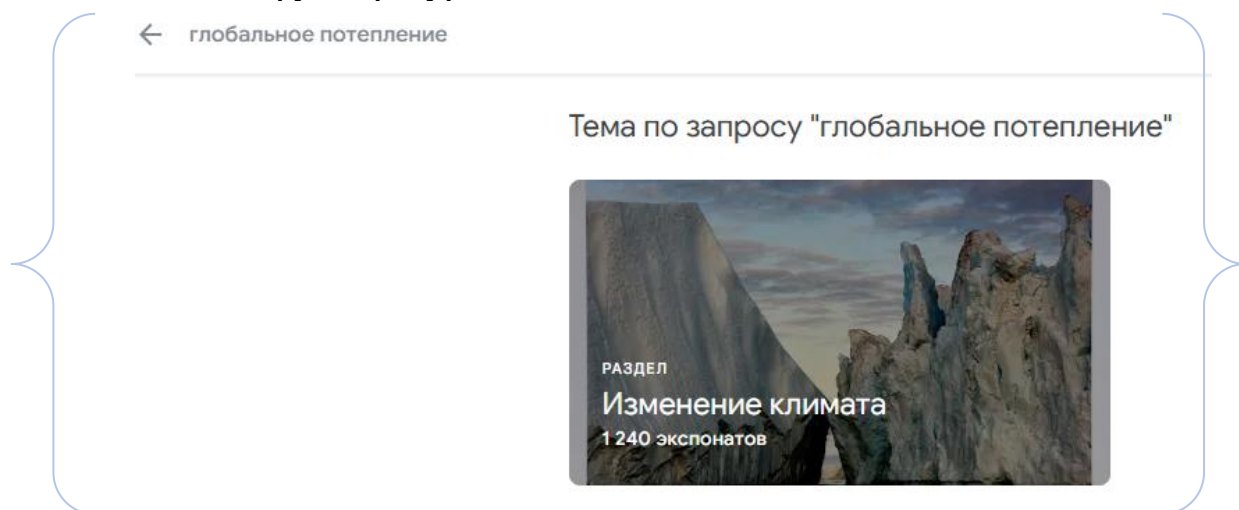 ← глобальное потепление
Тема по запросу "глобальное потепление"
РАЗДЕЛ
Изменение климата
1 240 экспонатов